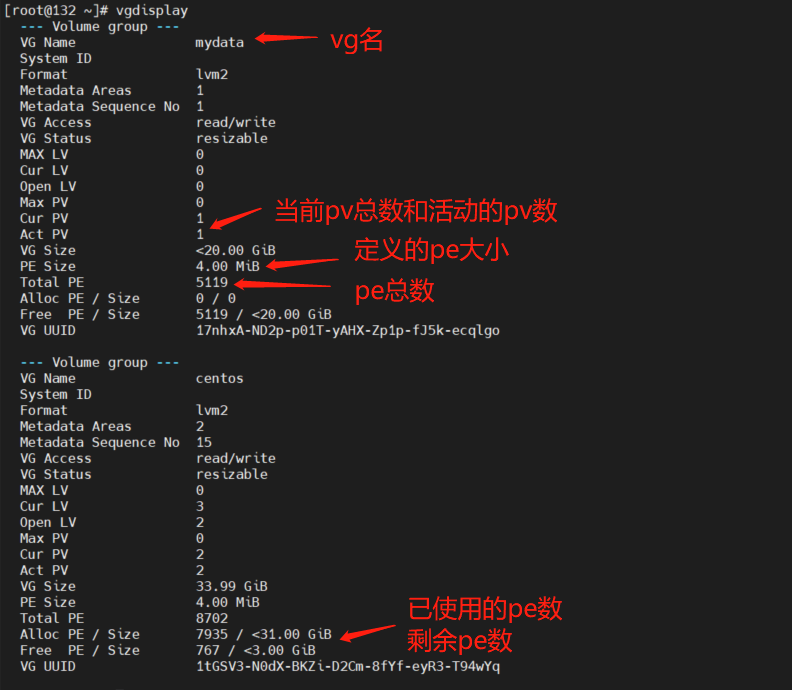 [root@132 ~]# vgdisplay
--- Volume group ---
VG Name mydata vg名
System ID
Format lvm2
Metadata Areas 1
Metadata Sequence No 1
VG Access read/write
VG Status resizable
MAX LV 0
Cur LV 0
Open LV 0
Max PV 0
Cur PV 1 当前pv总数和活动的pv数
Act PV 1
VG Size <20.00 GiB 定义的pe大小
PE Size 4.00 MiB
Total PE 5119 pe总数
Alloc PE / Size 0 / 0
Free PE / Size 5119 / <20.00 GiB
VG UUID 17nhxA-ND2p-p01T-yAHX-Zp1p-fJ5k-ecqlgo
--- Volume group ---
VG Name centos
System ID
Format lvm2
Metadata Areas 2
Metadata Sequence No 15
VG Access read/write
VG Status resizable
MAX LV 0
Cur LV 3
Open LV 2
Max PV 0
Cur PV 2
Act PV 2
VG Size 33.99 GiB
PE Size 4.00 MiB 已使用的pe数
Total PE 8702
Alloc PE / Size 7935 / <31.00 GiB 剩余pe数
Free PE / Size 767 / <3.00 GiB
VG UUID 1tGSV3-N0dX-BKZi-D2Cm-8fYf-eyR3-T94wYq